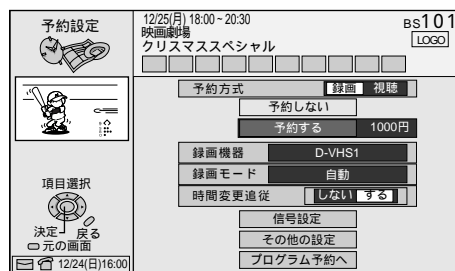 予約設定
12/25(月) 18:00~20:30
映画劇場
クリスマススペシャル
BS101
LOGO
予約方式 録画 視聴
予約しない
予約する 1000円
録画機器 D-VHS1
録画モード 自動
時間変更追従 しない する
信号設定
その他の設定
プログラム予約へ
項目選択
決定 戻る
元の画面
12/24(日)16:00